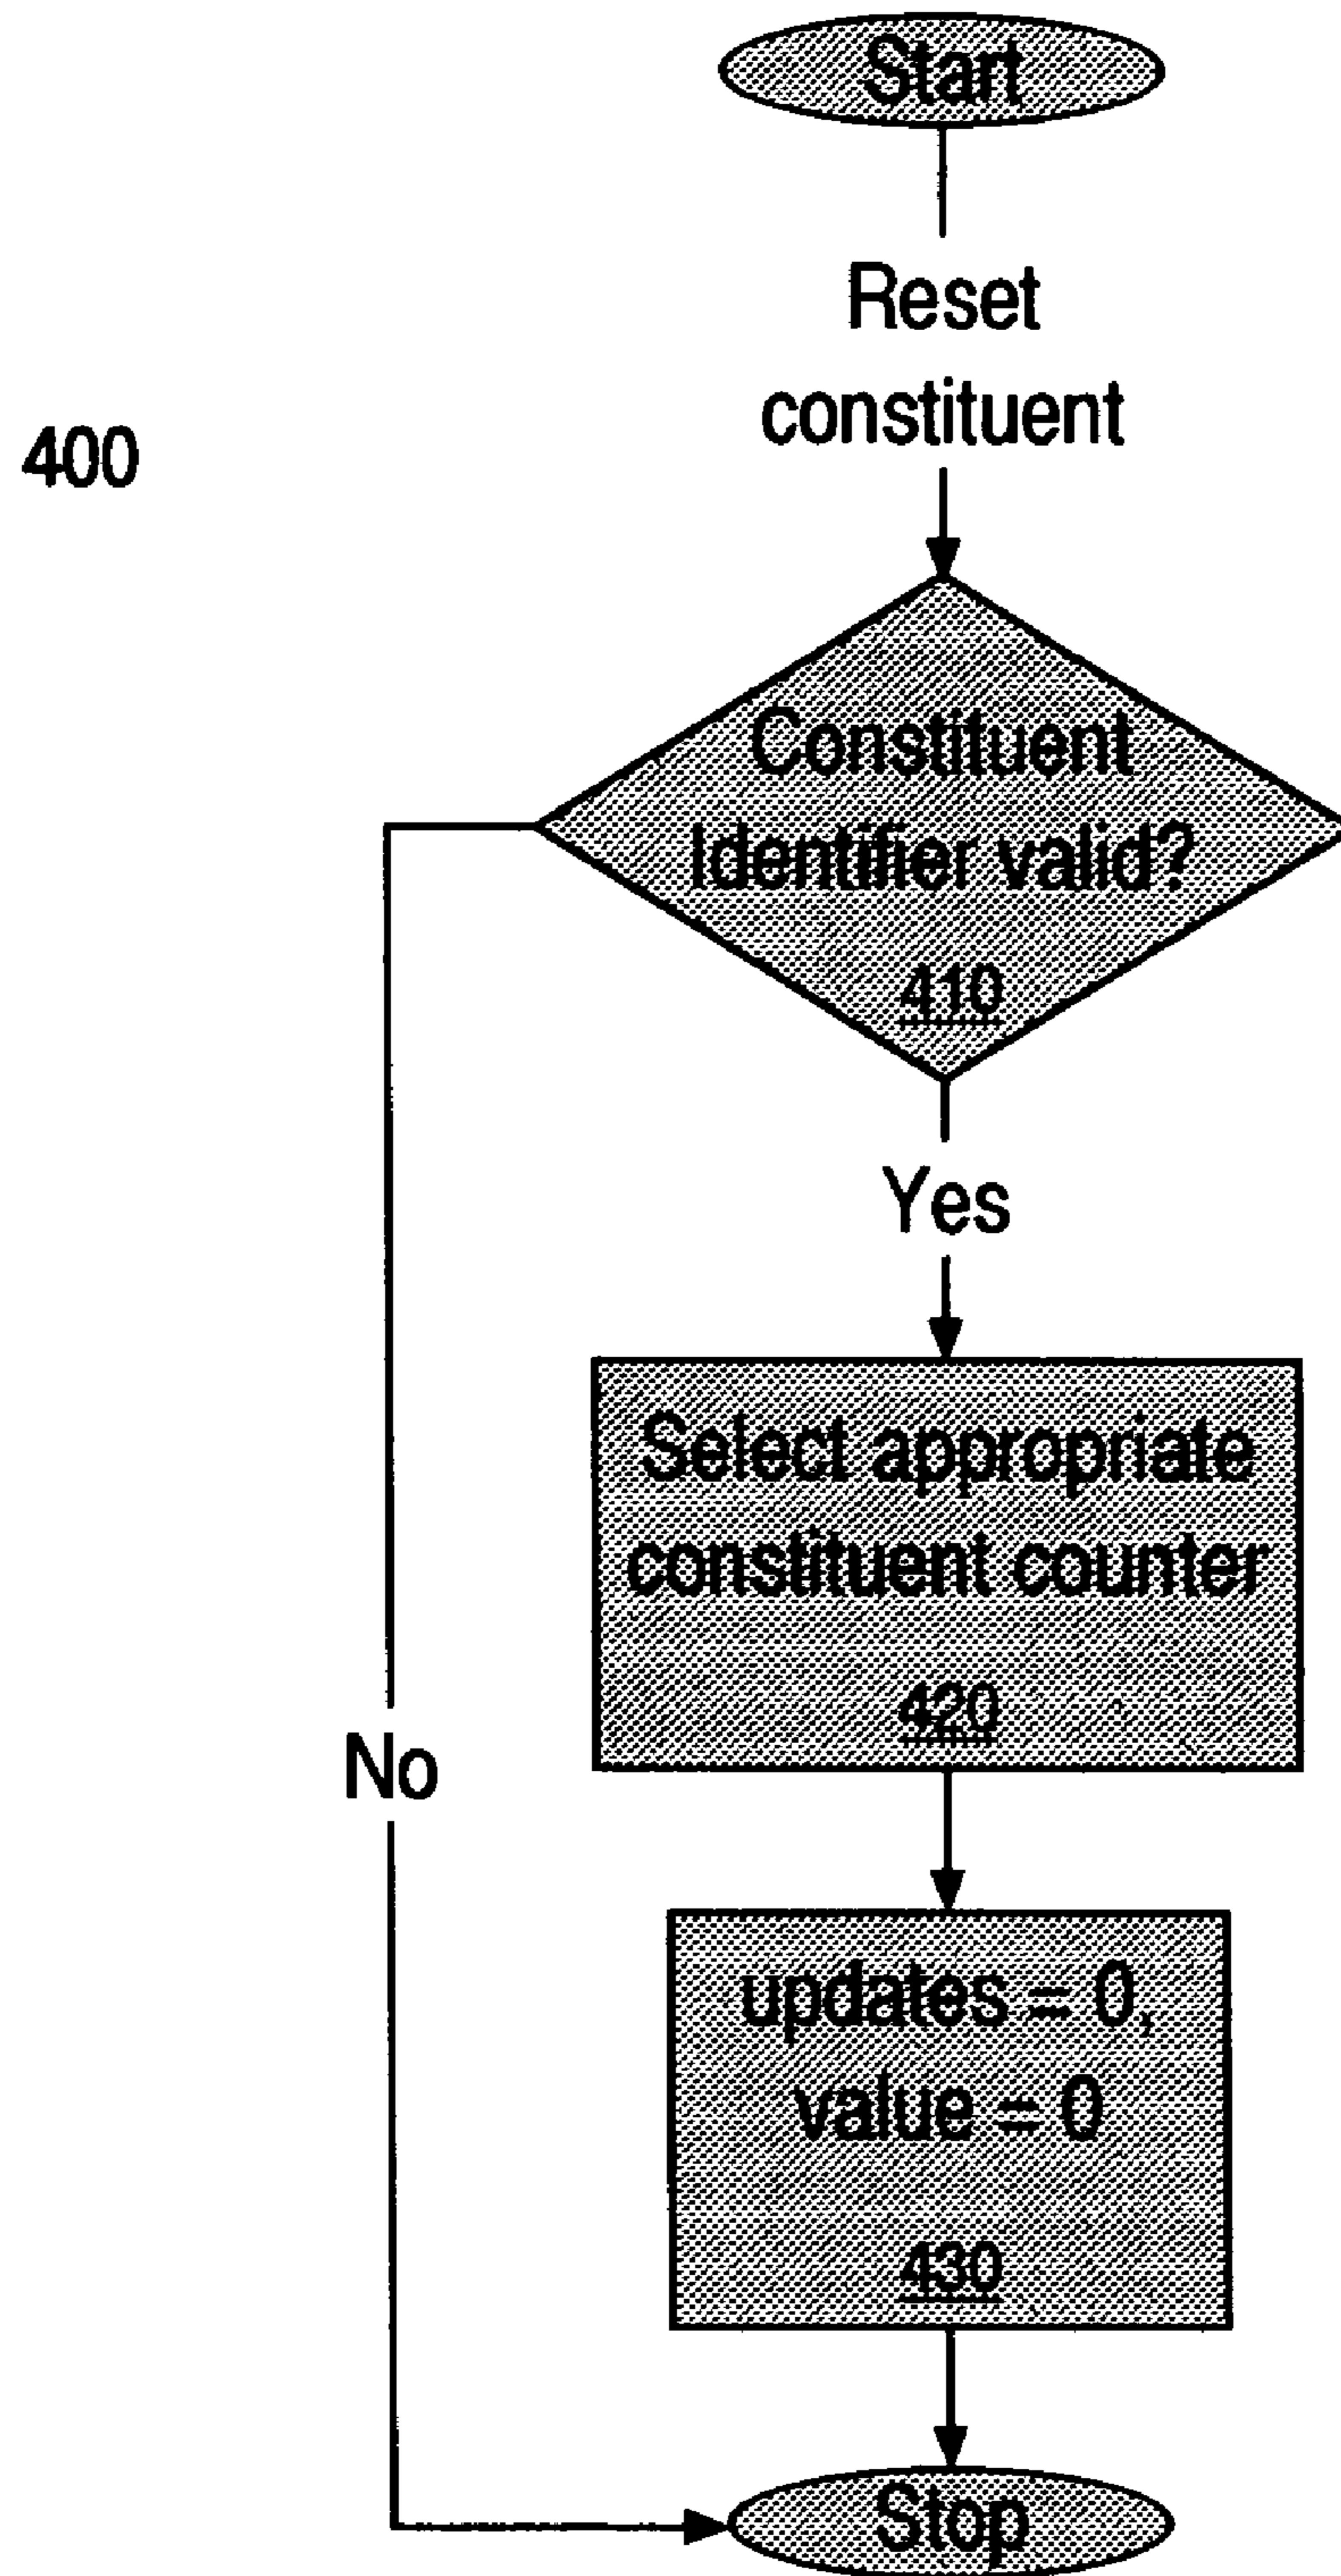 Start
Reset
constituent
400
Constituent
Identifier valid?
410
Yes
Select appropriate
constituent counter
420
No
updates = 0,
value = 0
430
Stop